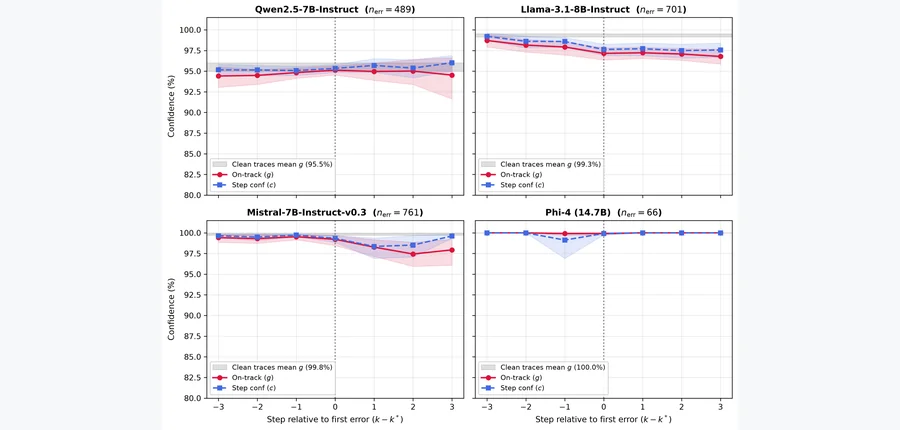 Qwen2.5-7B-Instruct (n_err = 489)
Llama-3.1-8B-Instruct (n_err = 701)
100.0
97.5
95.0
92.5
90.0
87.5
85.0
82.5
80.0
Confidence (%)
Clean traces mean g (95.5%)
On-track (g)
Step conf (c)
Clean traces mean g (99.3%)
On-track (g)
Step conf (c)
Mistral-7B-Instruct-v0.3 (n_err = 761)
Phi-4 (14.7B) (n_err = 66)
100.0
97.5
95.0
92.5
90.0
87.5
85.0
82.5
80.0
Confidence (%)
Clean traces mean g (99.8%)
On-track (g)
Step conf (c)
Clean traces mean g (100.0%)
On-track (g)
Step conf (c)
−3 −2 −1 0 1 2 3
−3 −2 −1 0 1 2 3
Step relative to first error (k − k*)
Step relative to first error (k − k*)